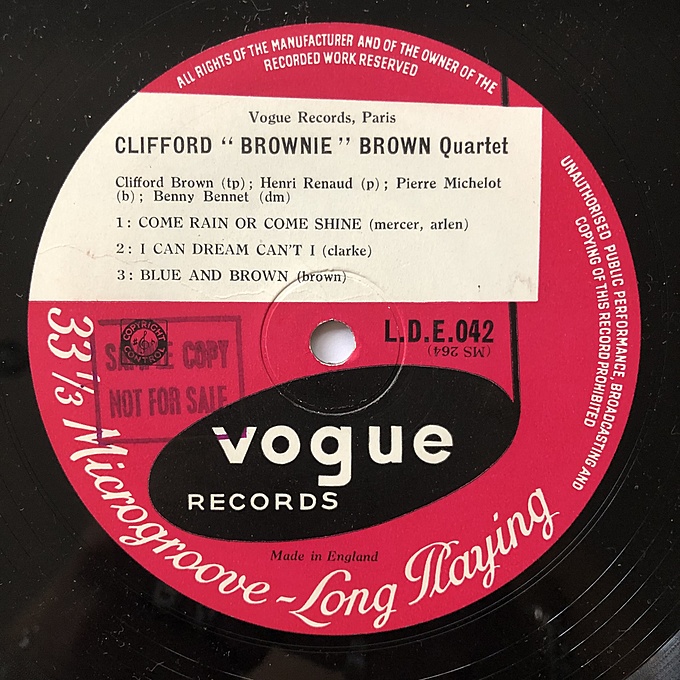 ALL RIGHTS OF THE MANUFACTURER AND OF THE OWNER OF THE
RECORDED WORK RESERVED
Vogue Records, Paris
CLIFFORD “ BROWNIE ” BROWN Quartet
Clifford Brown (tp) ; Henri Renaud (p) ; Pierre Michelot
(b) ; Benny Bennet (dm)
1 : COME RAIN OR COME SHINE (mercer, arlen)
2 : I CAN DREAM CAN'T I (clarke)
3 : BLUE AND BROWN (brown)
UNAUTHORISED PUBLIC PERFORMANCE, BROADCASTING AND
COPYING OF THIS RECORD PROHIBITED
L.D.E.042
(MS 264)
COPYRIGHT
CONTROL
SAMPLE COPY
NOT FOR SALE
vogue
RECORDS
Made in England
33 1/3 Microgroove - Long Playing